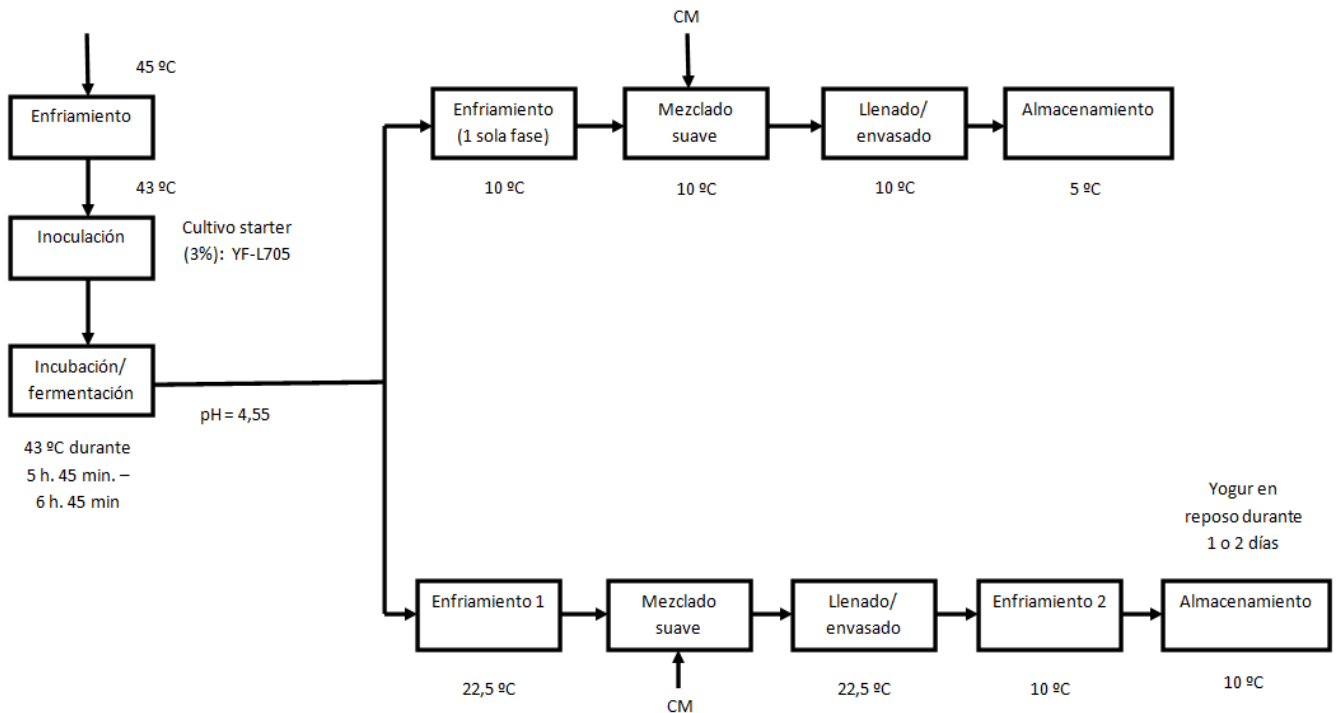 45 ºC
Enfriamiento
43 ºC
Inoculación
Cultivo starter
(3%): YF-L705
Incubación/
fermentación
pH = 4,55
43 ºC durante
5 h. 45 min. –
6 h. 45 min
CM
Enfriamiento
(1 sola fase)
10 ºC
Mezclado
suave
10 ºC
Llenado/
envasado
10 ºC
Almacenamiento
5 ºC
Enfriamiento 1
22,5 ºC
Mezclado
suave
CM
Llenado/
envasado
22,5 ºC
Enfriamiento 2
10 ºC
Yogur en
reposo durante
1 o 2 días
Almacenamiento
10 ºC